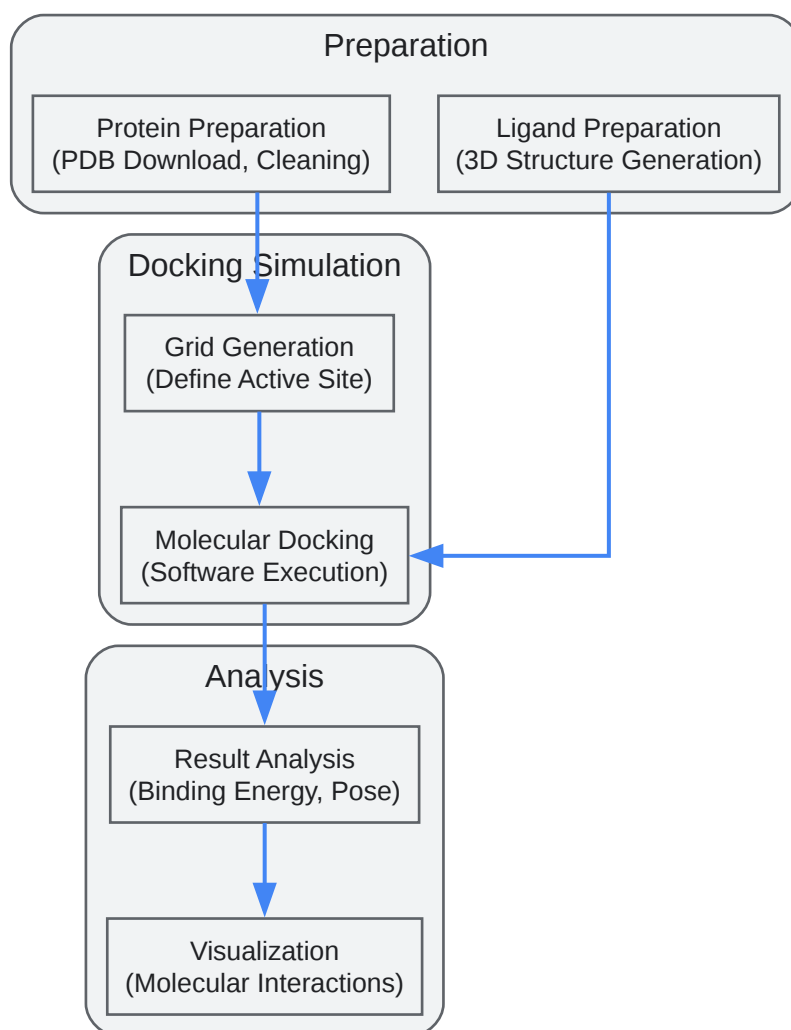 Preparation
Protein Preparation
(PDB Download, Cleaning)
Ligand Preparation
(3D Structure Generation)
Docking Simulation
Grid Generation
(Define Active Site)
Molecular Docking
(Software Execution)
Analysis
Result Analysis
(Binding Energy, Pose)
Visualization
(Molecular Interactions)